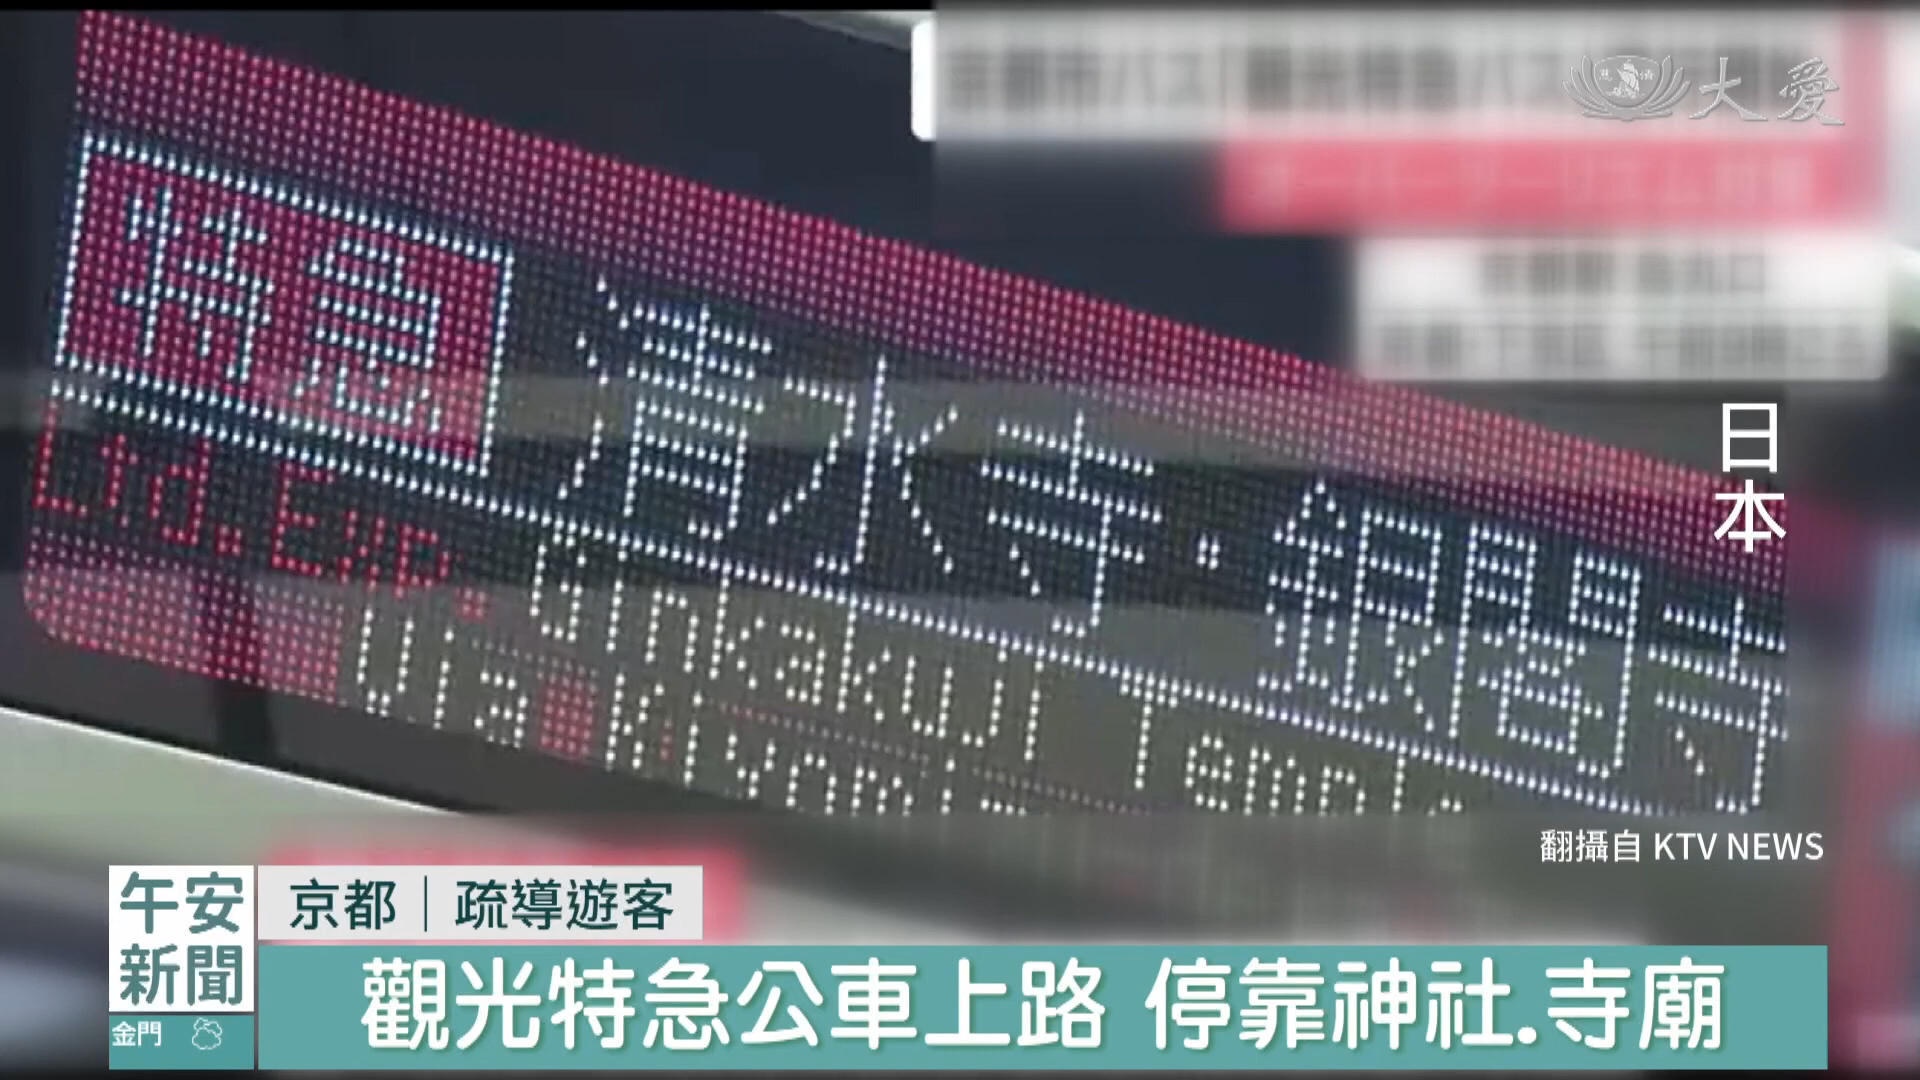 大愛
特急
清水寺・銀閣寺
Ltd. Exp.
Ginkakuji Temple
Via Kiyomiz
日本
翻攝自 KTV NEWS
午安
新聞
京都｜疏導遊客
觀光特急公車上路 停靠神社.寺廟
金門